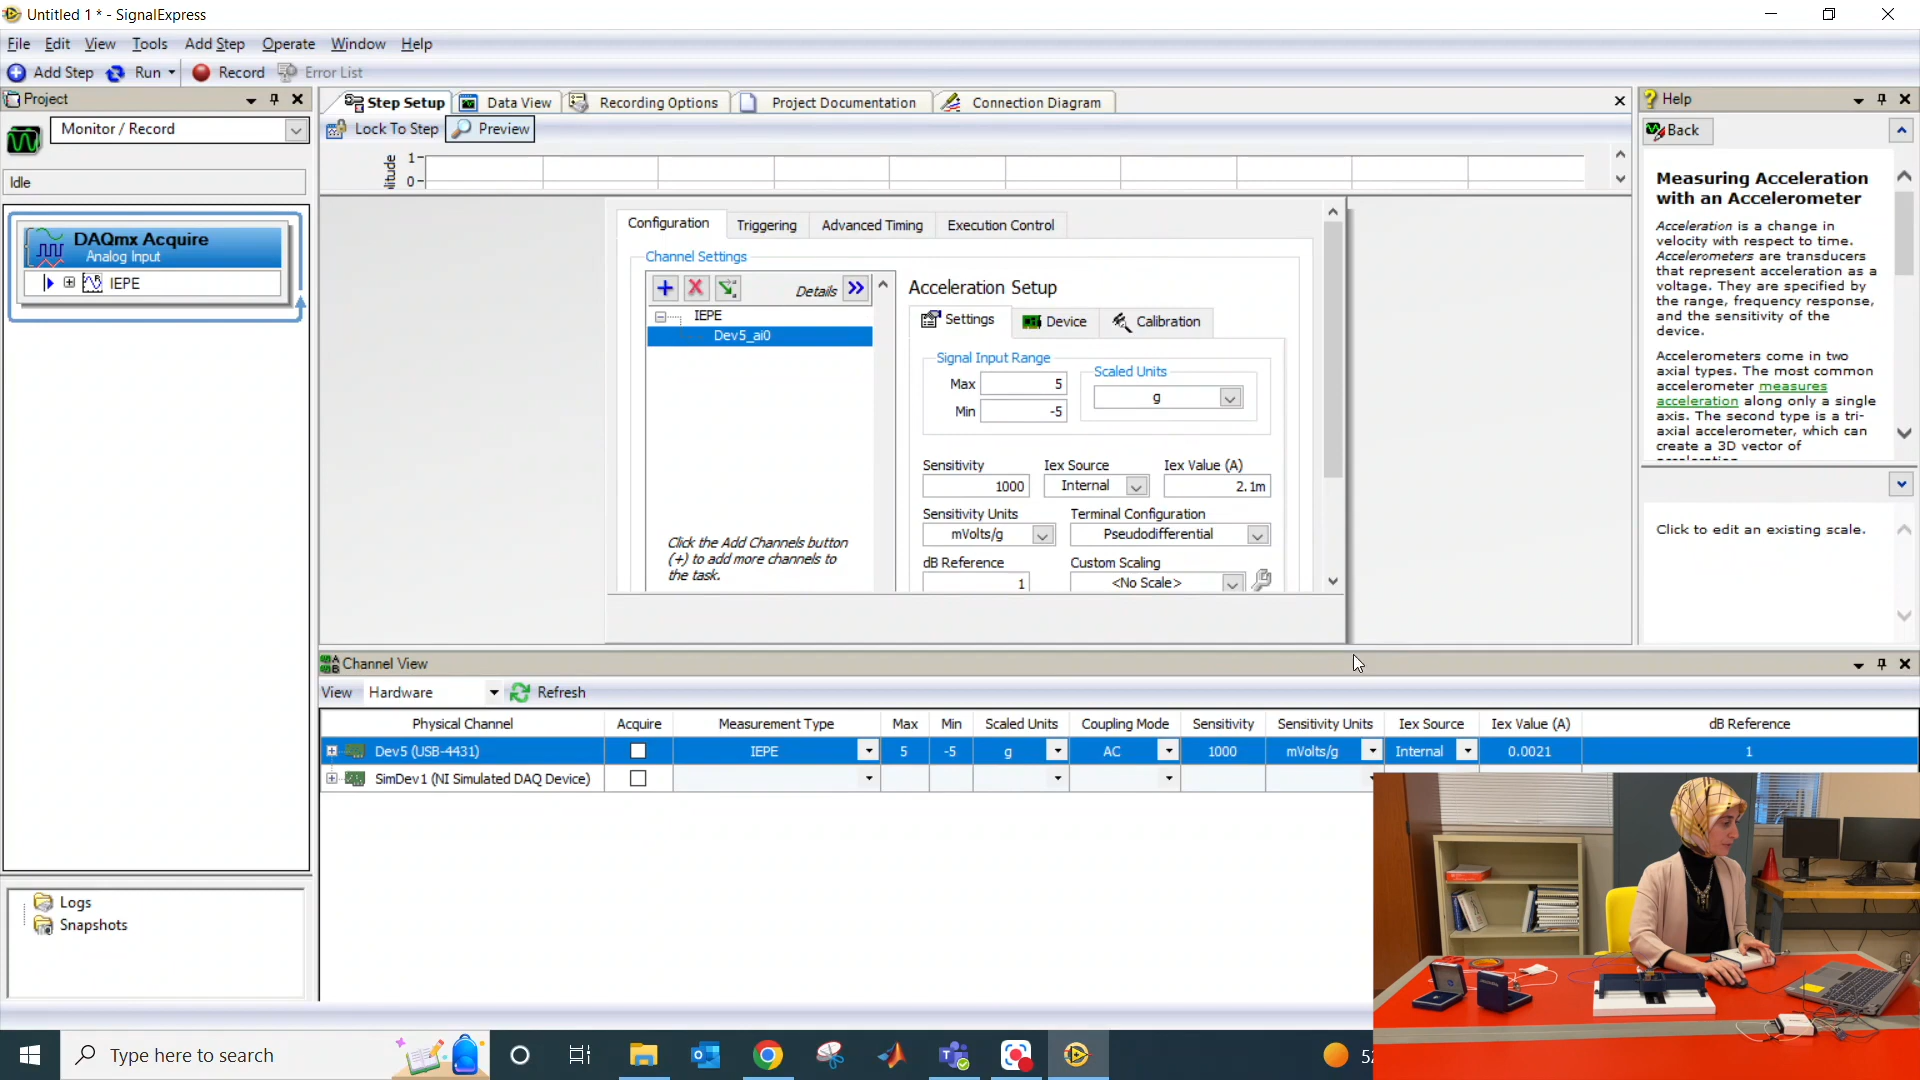 Untitled 1 * - SignalExpress
File Edit View Tools Add Step Operate Window Help
Add Step Run Record Error List
Project
Monitor / Record
Idle
DAQmx Acquire
Analog Input
IEPE
Logs
Snapshots
Step Setup Data View Recording Options Project Documentation Connection Diagram
Lock To Step Preview
1
0
Configuration Triggering Advanced Timing Execution Control
Channel Settings
Details
IEPE
Dev5_ai0
Click the Add Channels button
(+) to add more channels to
the task.
Acceleration Setup
Settings Device Calibration
Signal Input Range
Max 5
Min -5
Scaled Units
g
Sensitivity Iex Source Iex Value (A)
1000 Internal 2.1m
Sensitivity Units Terminal Configuration
mVolts/g Pseudodifferential
dB Reference Custom Scaling
1 <No Scale>
Help
Back
Measuring Acceleration
with an Accelerometer
Acceleration is a change in
velocity with respect to time.
Accelerometers are transducers
that represent acceleration as a
voltage. They are specified by
the range, frequency response,
and the sensitivity of the
device.
Accelerometers come in two
axial types. The most common
accelerometer measures
acceleration along only a single
axis. The second type is a tri-
axial accelerometer, which can
create a 3D vector of
Click to edit an existing scale.
Channel View
View Hardware Refresh
Physical Channel Acquire Measurement Type Max Min Scaled Units Coupling Mode Sensitivity Sensitivity Units Iex Source Iex Value (A) dB Reference
Dev5 (USB-4431) IEPE 5 -5 g AC 1000 mVolts/g Internal 0.0021 1
SimDev1 (NI Simulated DAQ Device)
Type here to search